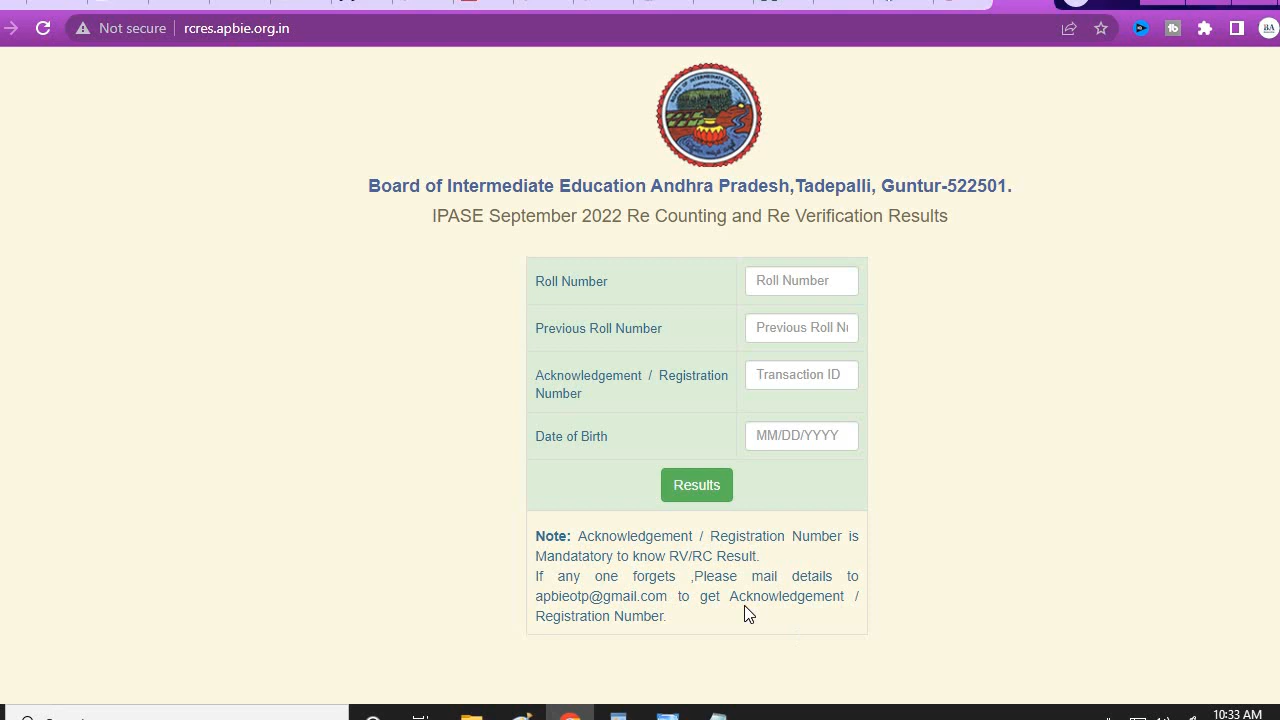 Not secure rcres.apbie.org.in
Board of Intermediate Education Andhra Pradesh,Tadepalli, Guntur-522501.
IPASE September 2022 Re Counting and Re Verification Results
Roll Number Roll Number
Previous Roll Number Previous Roll Nu
Acknowledgement / Registration Transaction ID
Number
Date of Birth MM/DD/YYYY
Results
Note: Acknowledgement / Registration Number is
Mandatatory to know RV/RC Result.
If any one forgets ,Please mail details to
apbieotp@gmail.com to get Acknowledgement /
Registration Number.
10:33 AM